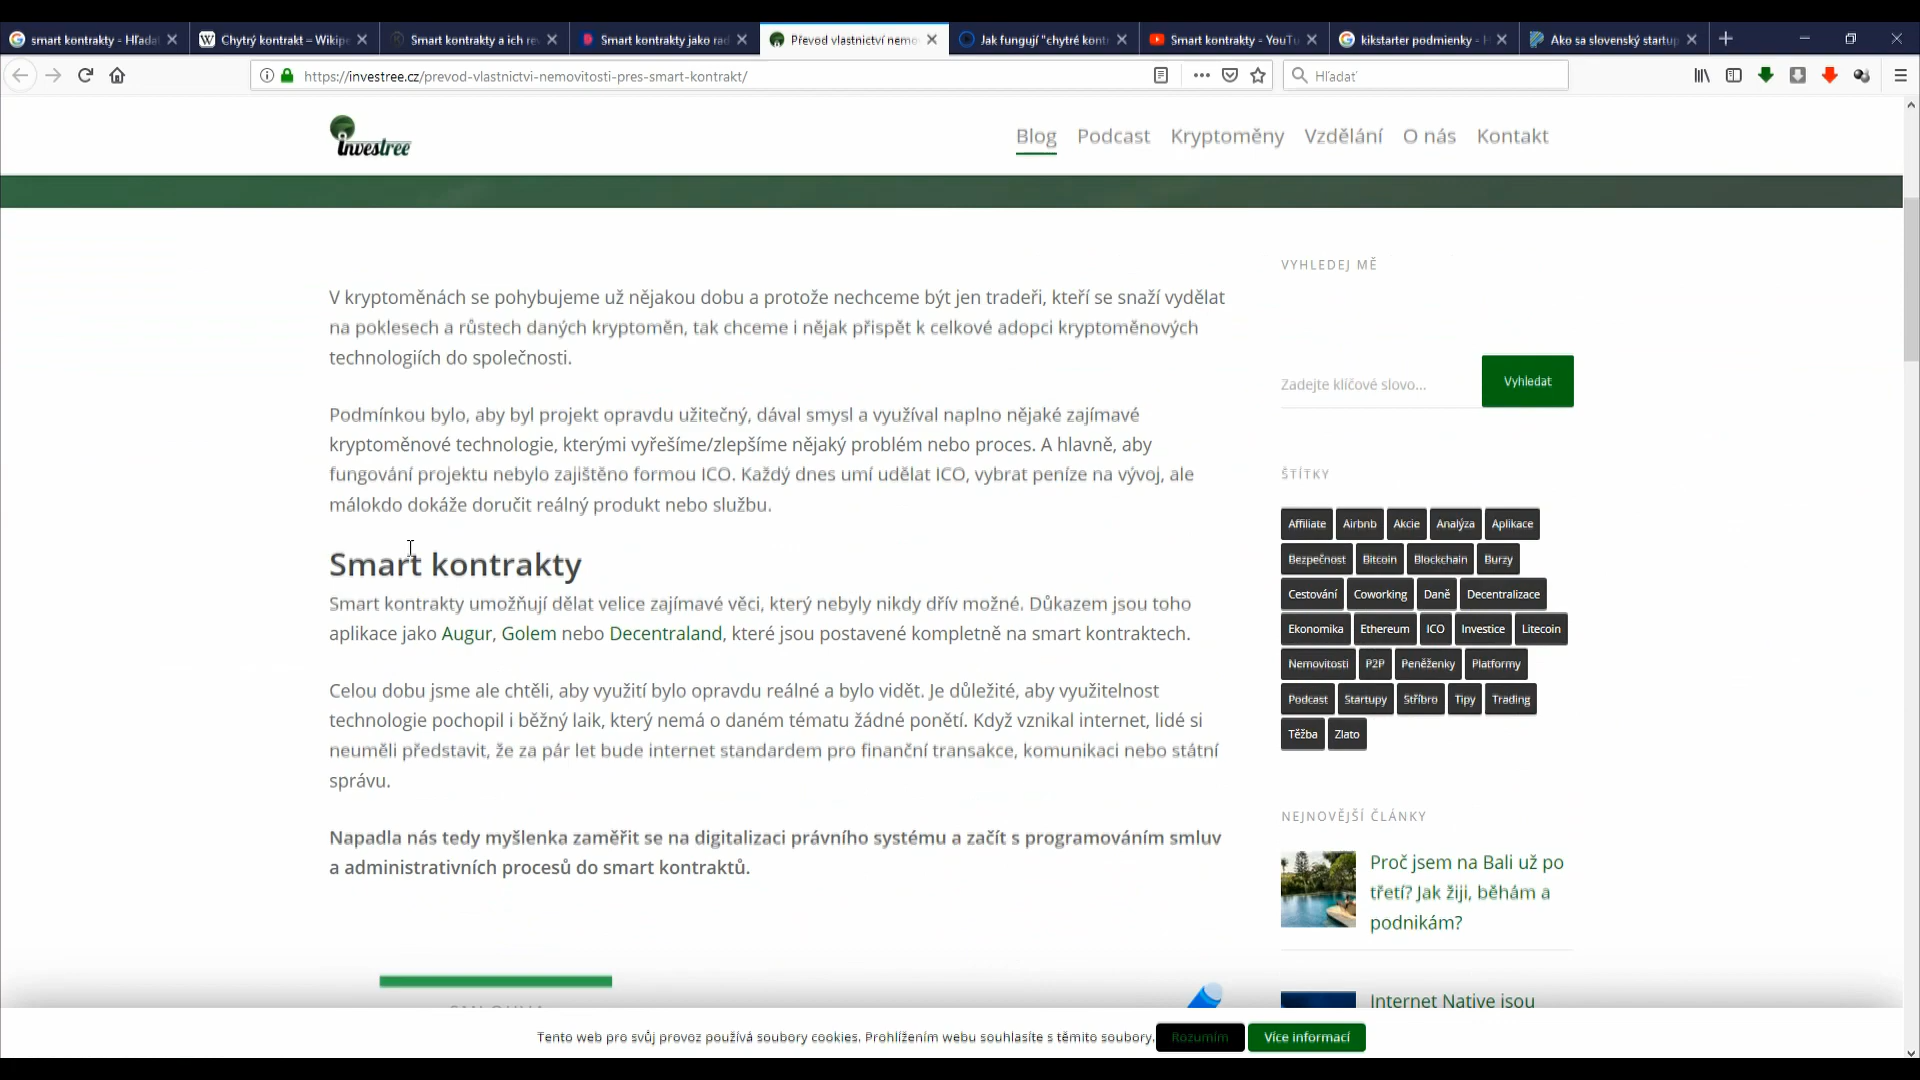 smart kontrakty - Hľada
Chytrý kontrakt – Wikip
Smart kontrakty a ich re
Smart kontrakty jako rad
Převod vlastnictví nemo
Jak fungují "chytré kont
Smart kontrakty - YouTu
kikstarter podmienky -
Ako sa slovenský startup
https://investree.cz/prevod-vlastnictvi-nemovitosti-pres-smart-kontrakt/
Hľadať
investree
Blog
Podcast
Kryptoměny
Vzdělání
O nás
Kontakt
V kryptoměnách se pohybujeme už nějakou dobu a protože nechceme být jen tradeři, kteří se snaží vydělat
na poklesech a růstech daných kryptoměn, tak chceme i nějak přispět k celkové adopci kryptoměnových
technologiích do společnosti.
Podmínkou bylo, aby byl projekt opravdu užitečný, dával smysl a využíval naplno nějaké zajímavé
kryptoměnové technologie, kterými vyřešíme/zlepšíme nějaký problém nebo proces. A hlavně, aby
fungování projektu nebylo zajištěno formou ICO. Každý dnes umí udělat ICO, vybrat peníze na vývoj, ale
málokdo dokáže doručit reálný produkt nebo službu.
Smart kontrakty
Smart kontrakty umožňují dělat velice zajímavé věci, který nebyly nikdy dřív možné. Důkazem jsou toho
aplikace jako Augur, Golem nebo Decentraland, které jsou postavené kompletně na smart kontraktech.
Celou dobu jsme ale chtěli, aby využití bylo opravdu reálné a bylo vidět. Je důležité, aby využitelnost
technologie pochopil i běžný laik, který nemá o daném tématu žádné ponětí. Když vznikal internet, lidé si
neuměli představit, že za pár let bude internet standardem pro finanční transakce, komunikaci nebo státní
správu.
Napadla nás tedy myšlenka zaměřit se na digitalizaci právního systému a začít s programováním smluv
a administrativních procesů do smart kontraktů.
VYHLEDEJ MĚ
Zadejte klíčové slovo...
Vyhledat
ŠTÍTKY
Affiliate Airbnb Akcie Analýza Aplikace
Bezpečnost Bitcoin Blockchain Burzy
Cestování Coworking Daně Decentralizace
Ekonomika Ethereum ICO Investice Litecoin
Nemovitosti P2P Peněženky Platformy
Podcast Startupy Stříbro Tipy Trading
Těžba Zlato
NEJNOVĚJŠÍ ČLÁNKY
Proč jsem na Bali už po
třetí? Jak žiji, běhám a
podnikám?
Internet Native jsou
Tento web pro svůj provoz používá soubory cookies. Prohlížením webu souhlasíte s těmito soubory.
Rozumím
Více informací